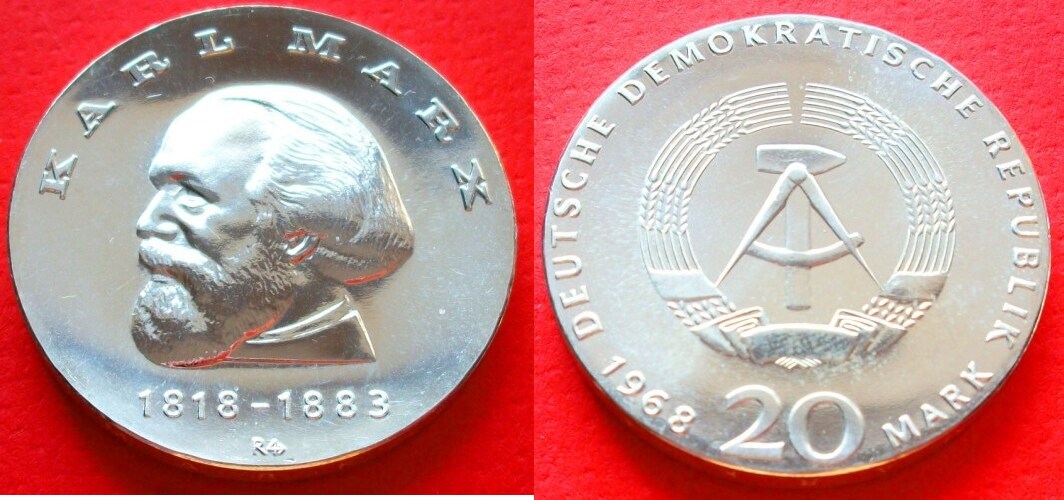 KARL MARX
1818-1883
DEUTSCHE DEMOKRATISCHE REPUBLIK
1968 20 MARK